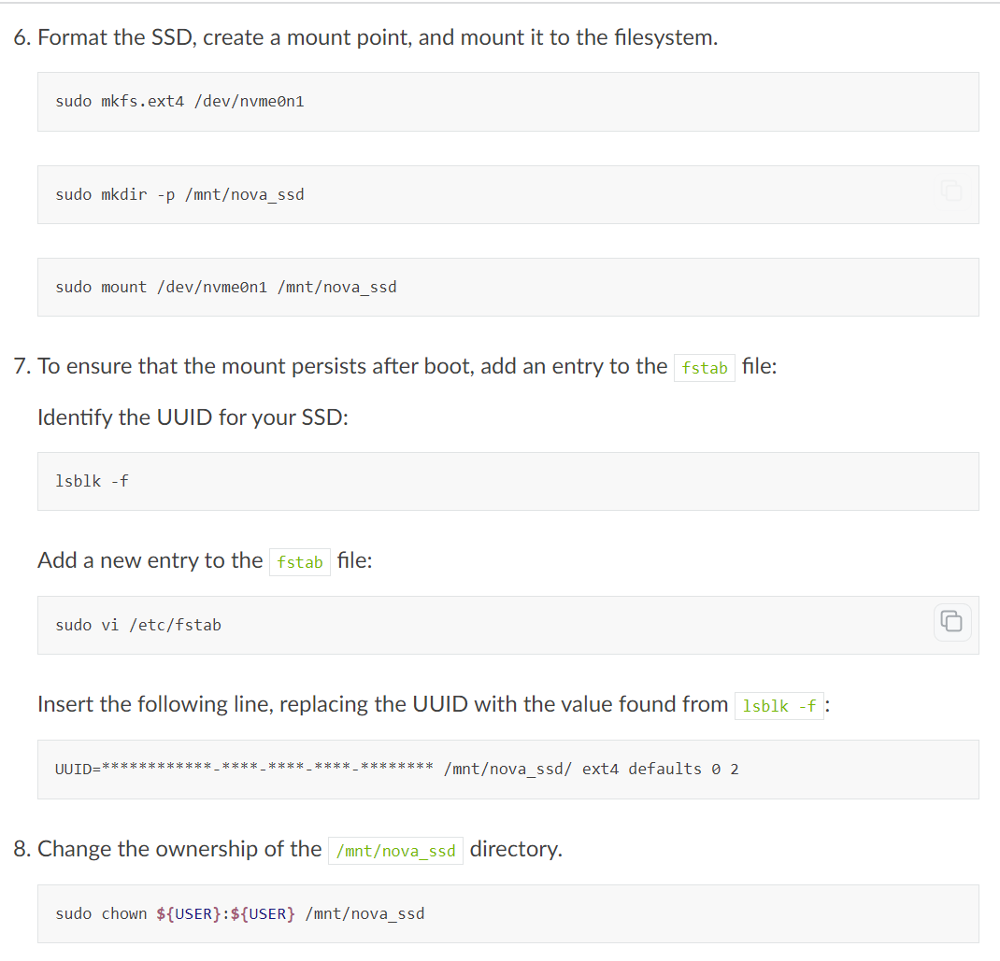 6. Format the SSD, create a mount point, and mount it to the filesystem.
sudo mkfs.ext4 /dev/nvme0n1
sudo mkdir -p /mnt/nova_ssd
sudo mount /dev/nvme0n1 /mnt/nova_ssd
7. To ensure that the mount persists after boot, add an entry to the fstab file:
Identify the UUID for your SSD:
lsblk -f
Add a new entry to the fstab file:
sudo vi /etc/fstab
Insert the following line, replacing the UUID with the value found from lsblk -f:
UUID=************-****-****-****-******** /mnt/nova_ssd/ ext4 defaults 0 2
8. Change the ownership of the /mnt/nova_ssd directory.
sudo chown ${USER}:${USER} /mnt/nova_ssd